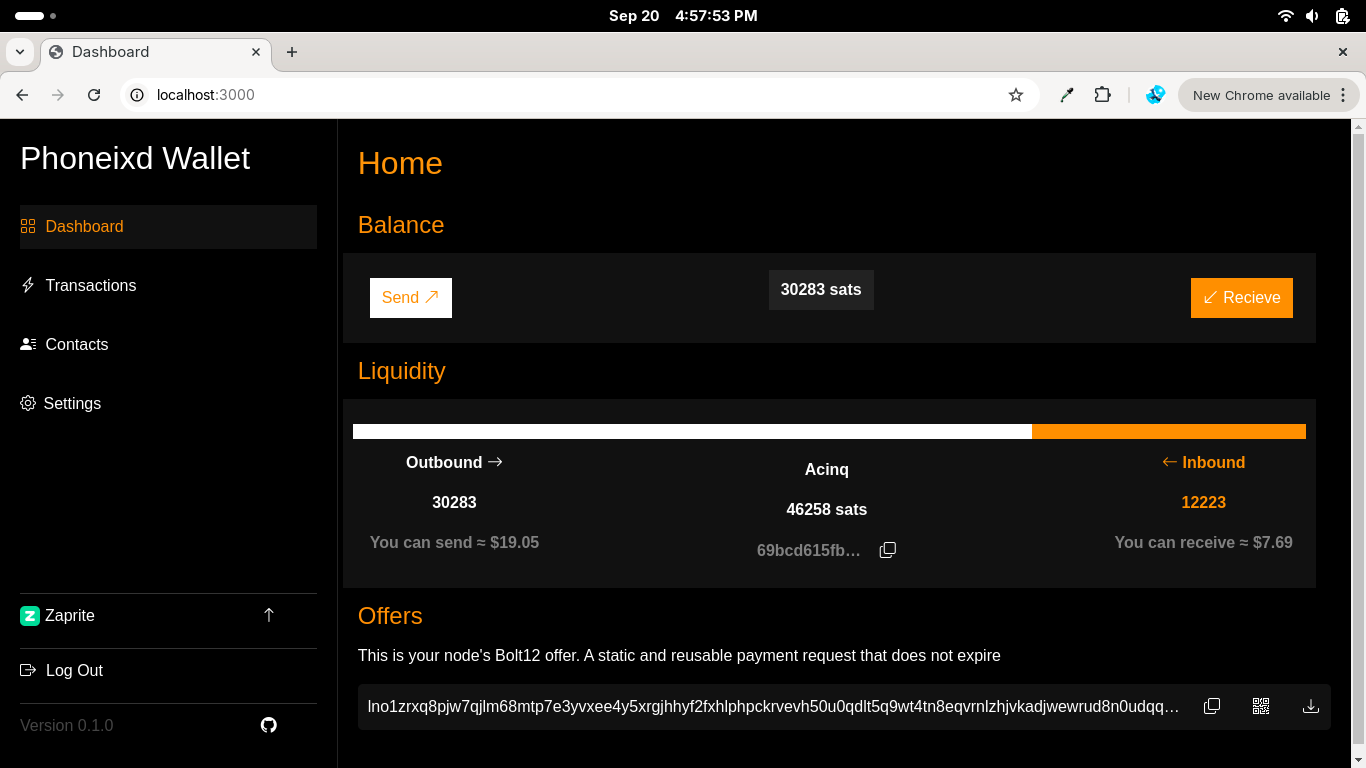 Sep 20 4:57:53 PM
Dashboard
localhost:3000
New Chrome available
Phoneixd Wallet
Dashboard
Transactions
Contacts
Settings
Zaprite
Log Out
Version 0.1.0
Home
Balance
Send
30283 sats
Recieve
Liquidity
Outbound
30283
You can send ≈ $19.05
Acinq
46258 sats
69bcd615fb…
Inbound
12223
You can receive ≈ $7.69
Offers
This is your node's Bolt12 offer. A static and reusable payment request that does not expire
lno1zrxq8pjw7qjlm68mtp7e3yvxee4y5xrgjhhyf2fxhlphpckrvevh50u0qdlt5q9wt4tn8eqvrnlzhjvkadjwewrud8n0udqq…